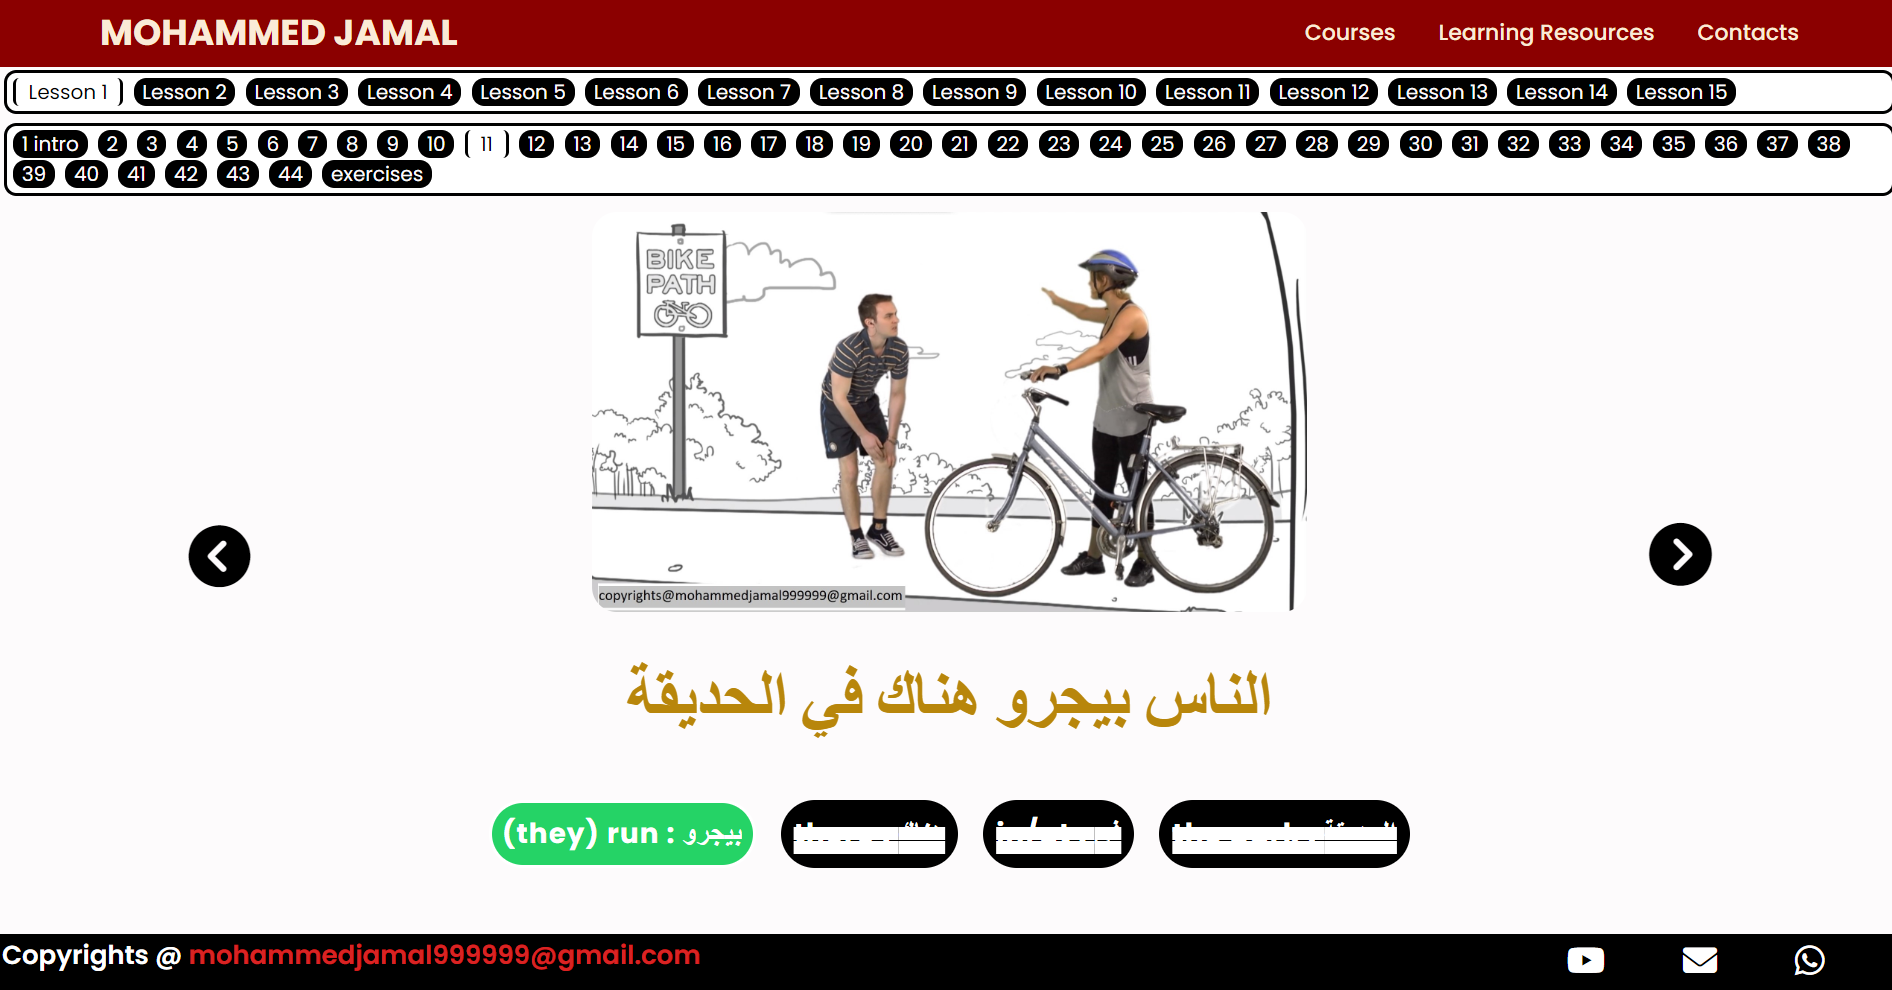 MOHAMMED JAMAL
Courses Learning Resources Contacts
Lesson 1 Lesson 2 Lesson 3 Lesson 4 Lesson 5 Lesson 6 Lesson 7 Lesson 8 Lesson 9 Lesson 10 Lesson 11 Lesson 12 Lesson 13 Lesson 14 Lesson 15
1 intro 2 3 4 5 6 7 8 9 10 11 12 13 14 15 16 17 18 19 20 21 22 23 24 25 26 27 28 29 30 31 32 33 34 35 36 37 38
39 40 41 42 43 44 exercises
BIKE
PATH
copyrights@mohammedjamal999999@gmail.com
الناس بيجرو هناك في الحديقة
(they) run : بيجرو
Copyrights @ mohammedjamal999999@gmail.com